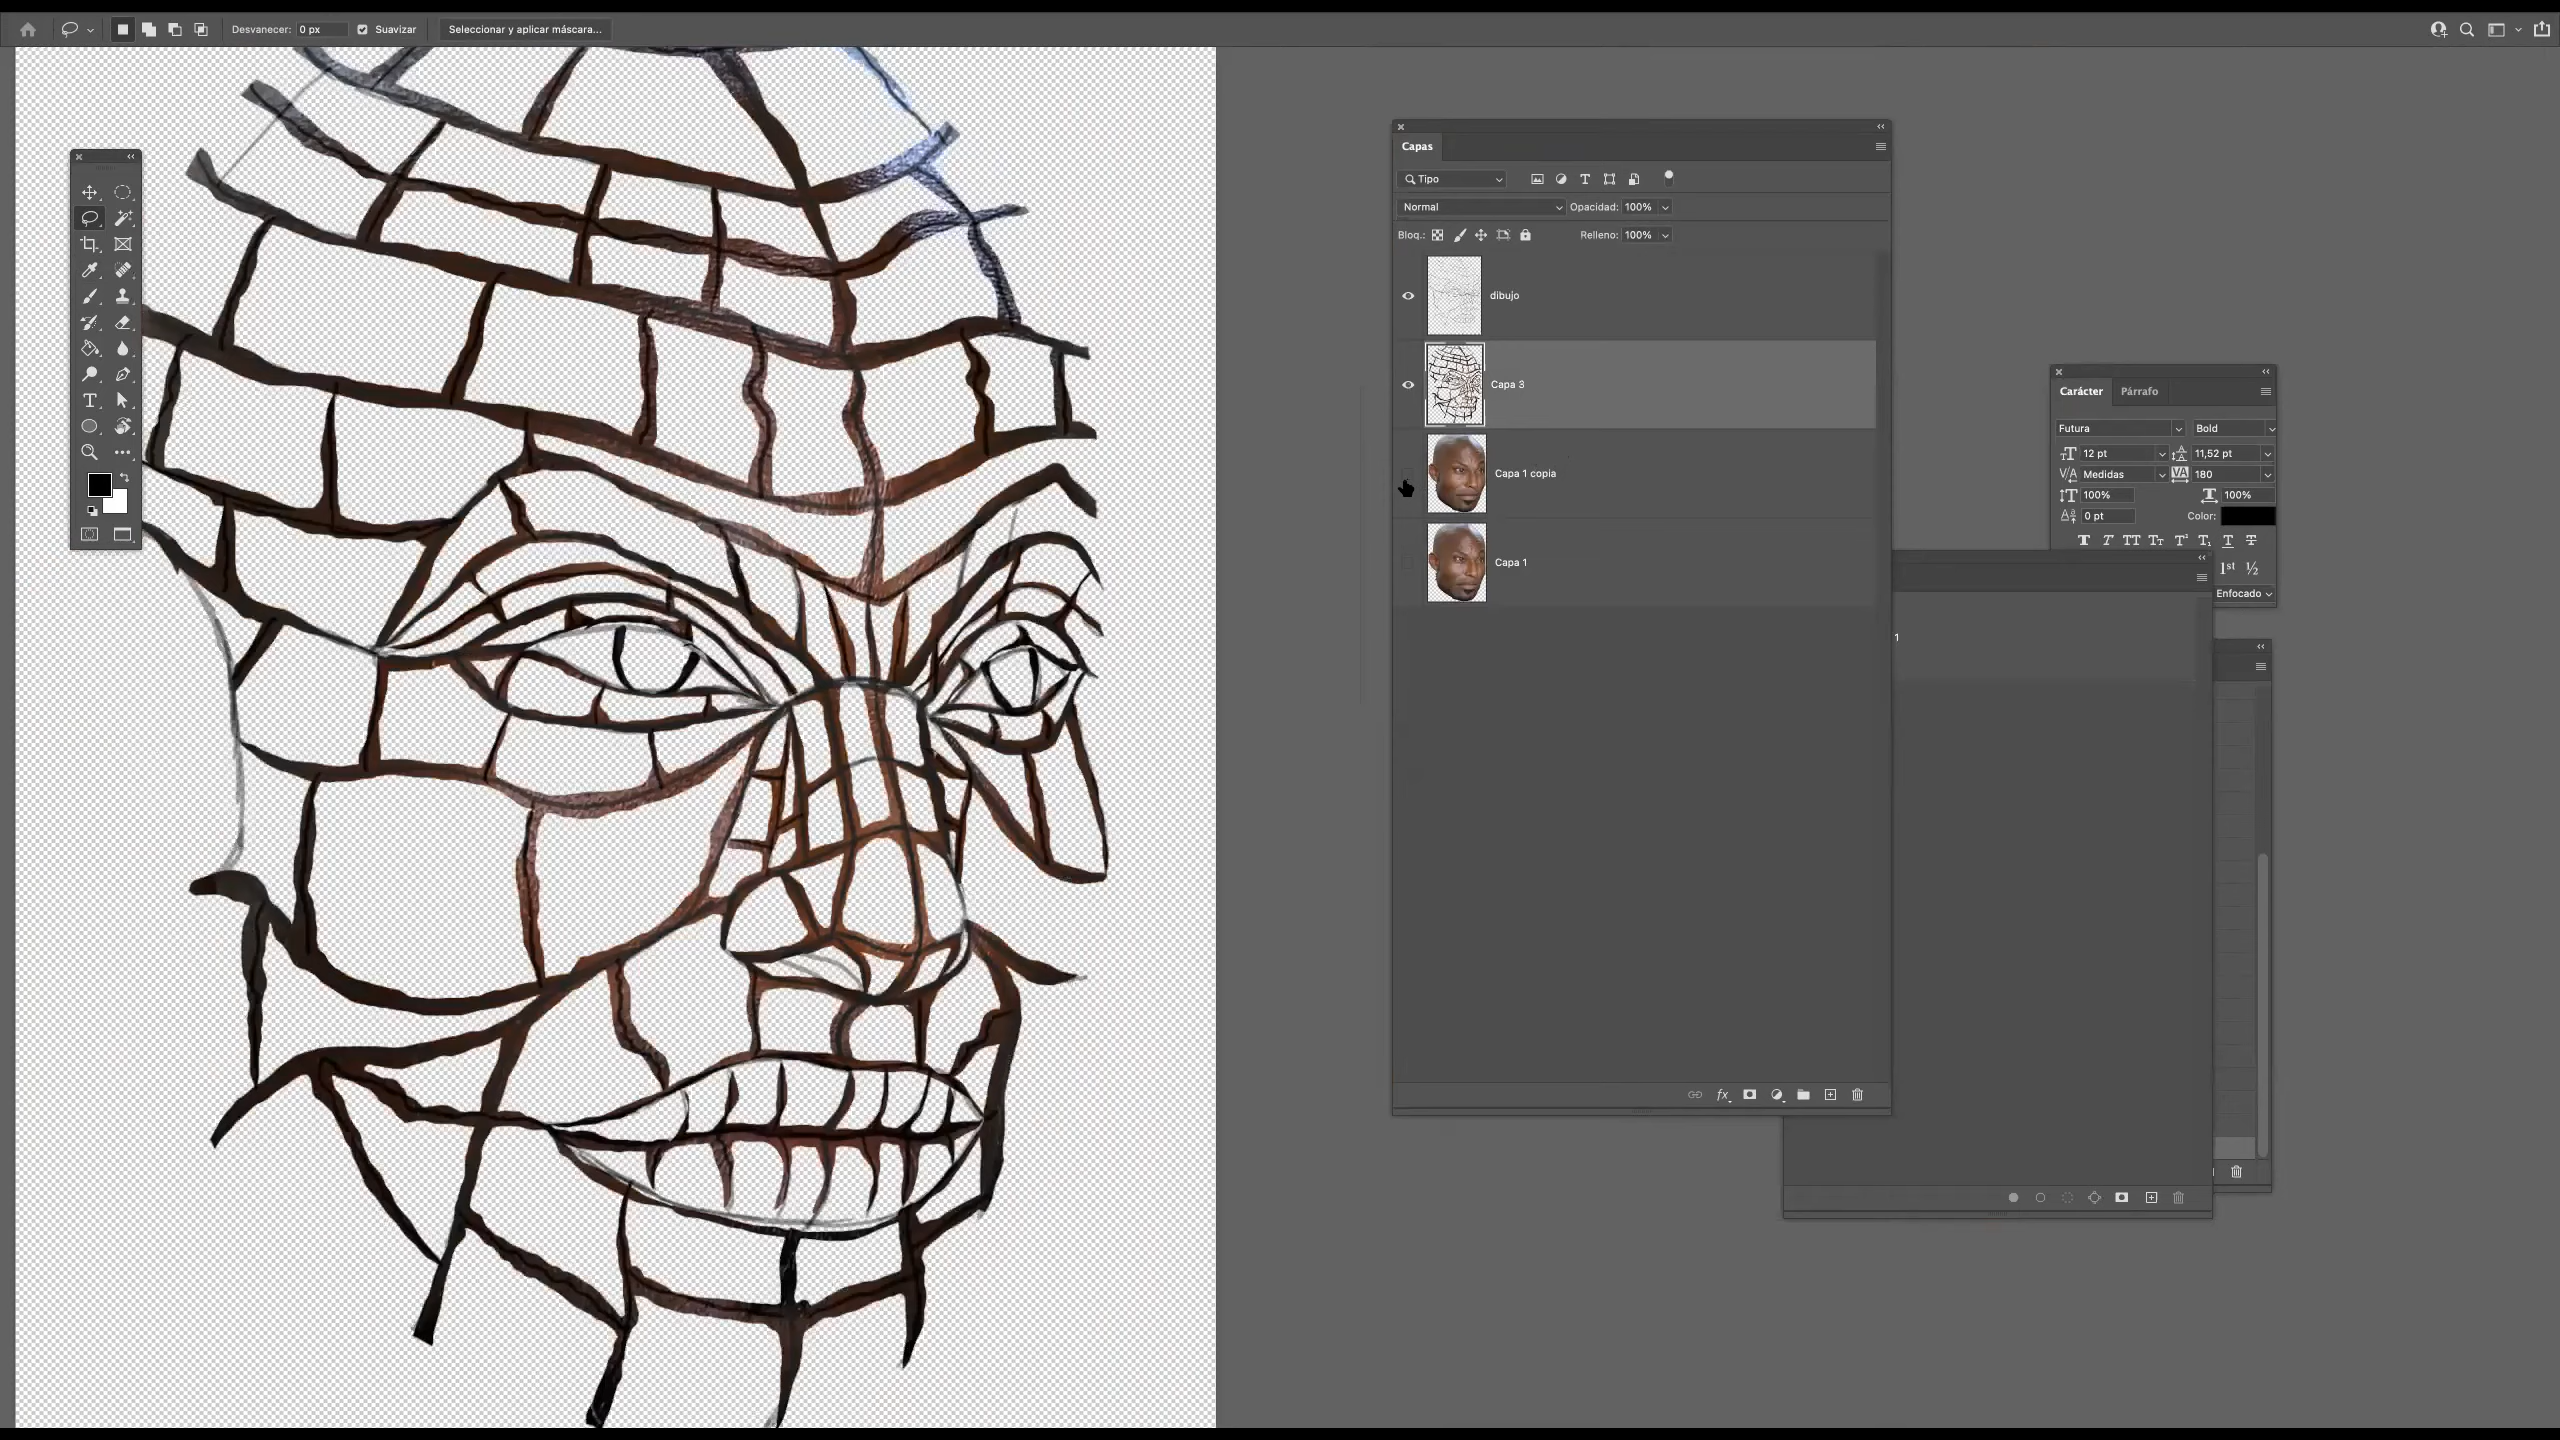 Desvanecer: 0 px Suavizar Seleccionar y aplicar máscara...
Capas
Tipo
Normal Opacidad: 100%
Bloq.: Relleno: 100%
dibujo
Capa 3
Capa 1 copia
Capa 1
Carácter Párrafo
Futura Bold
12 pt 11,52 pt
Medidas 180
100% 100%
0 pt Color:
1st ½
Enfocado
1